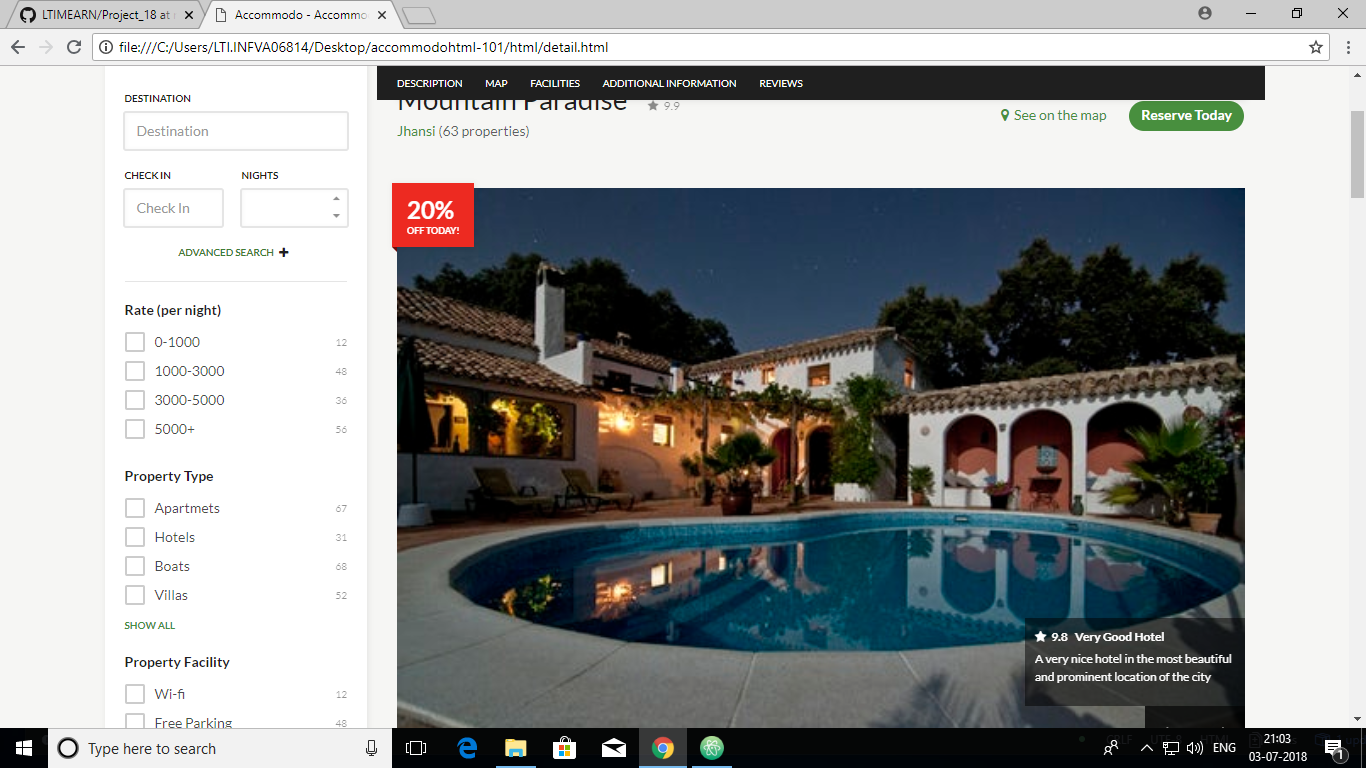 LTIMEARN/Project_18 at
Accommodo - Accommo
file:///C:/Users/LTI.INFVA06814/Desktop/accommodohtml-101/html/detail.html
DESCRIPTION MAP FACILITIES ADDITIONAL INFORMATION REVIEWS
DESTINATION
Destination
CHECK IN NIGHTS
Check In
ADVANCED SEARCH
Rate (per night)
0-1000 12
1000-3000 48
3000-5000 36
5000+ 56
Property Type
Apartmets 67
Hotels 31
Boats 68
Villas 52
SHOW ALL
Property Facility
Wi-fi 12
Free Parking 48
Mountain Paradise 9.9
Jhansi (63 properties)
See on the map
Reserve Today
20%
OFF TODAY!
9.8 Very Good Hotel
A very nice hotel in the most beautiful
and prominent location of the city
Type here to search
ENG
21:03
03-07-2018
1